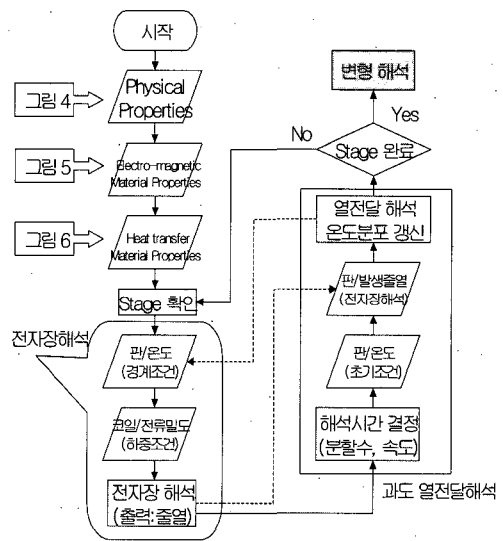 시작
그림 4
Physical
Properties
그림 5
Electro-magnetic
Material Properties
그림 6
Heat transfer
Material Properties
Stage 확인
전자장해석
판/온도
(경계조건)
코일/전류밀도
(하중조건)
전자장 해석
(출력:줄열)
변형 해석
Yes
No
Stage 완료
열전달 해석
온도분포 갱신
판/발생줄열
(전자장해석)
판/온도
(초기조건)
해석시간 결정
(분할수, 속도)
과도 열전달해석